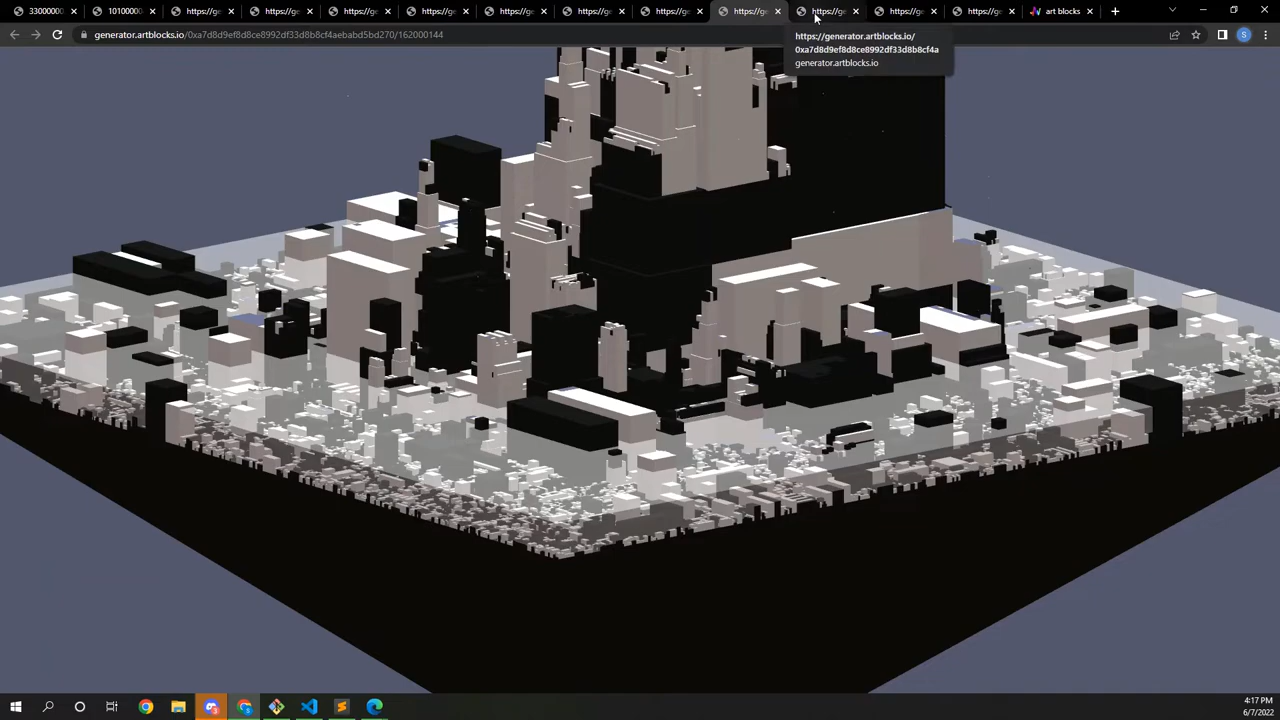 33000000
10100000
https://ge
https://ge
https://ge
https://ge
https://ge
https://ge
https://ge
https://ge
https://ge
https://ge
https://ge
art blocks
generator.artblocks.io/0xa7d8d9ef8d8ce8992df33d8b8cf4aebabd5bd270/162000144
S
https://generator.artblocks.io/
0xa7d8d9ef8d8ce8992df33d8b8cf4a
generator.artblocks.io
4:17 PM
6/7/2022